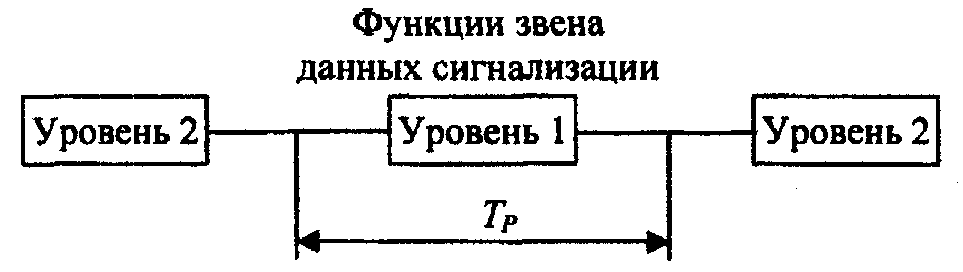 Функции звена
данных сигнализации
Уровень 2 Уровень 1 Уровень 2
T_P